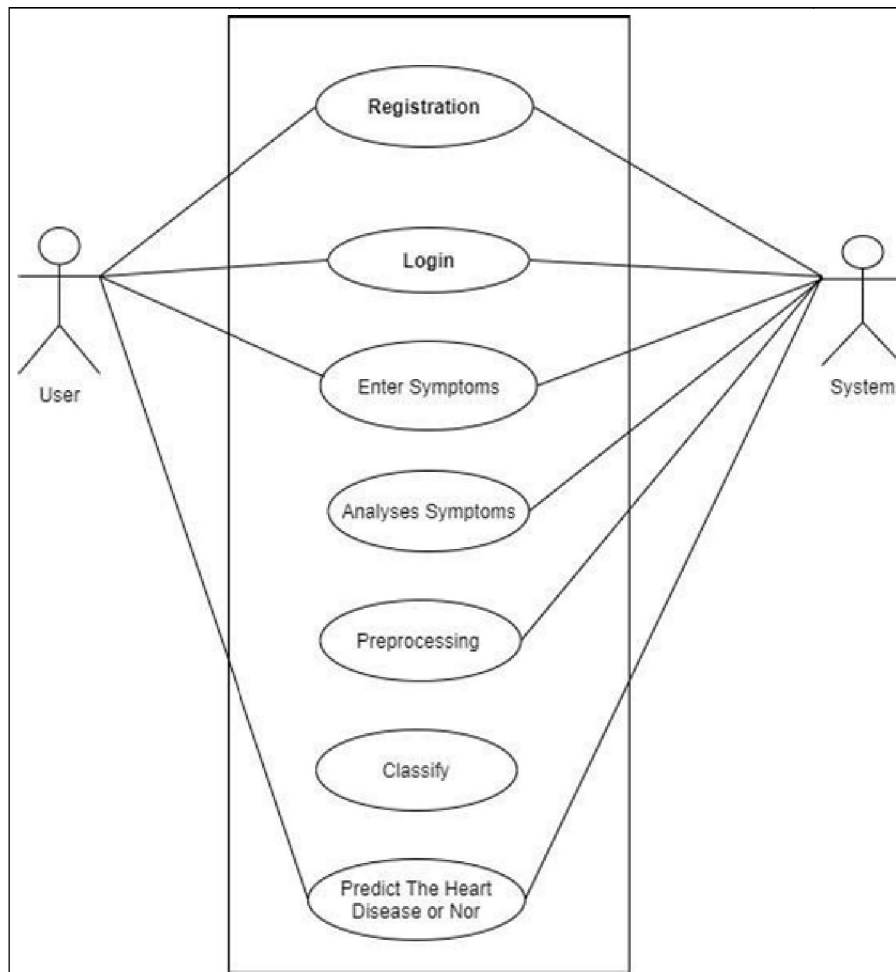 Registration
Login
Enter Symptoms
User
System
Analyses Symptoms
Preprocessing
Classify
Predict The Heart
Disease or Nor